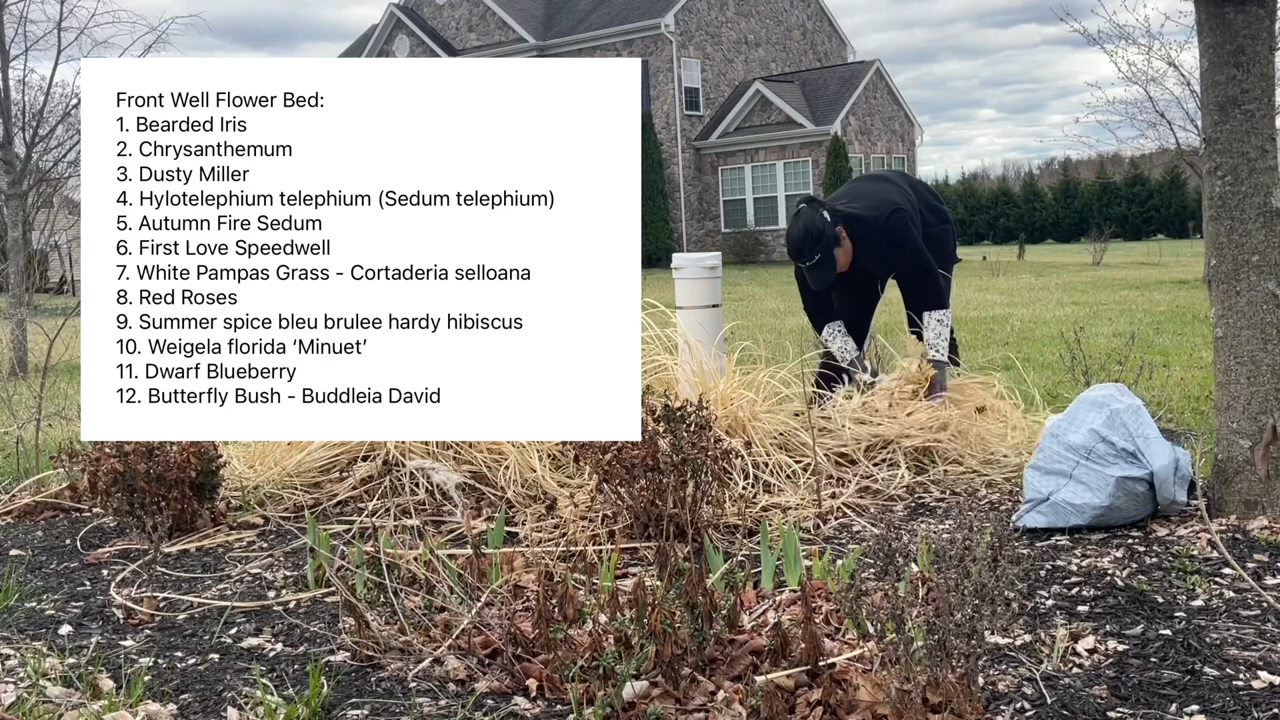 Front Well Flower Bed:
1. Bearded Iris
2. Chrysanthemum
3. Dusty Miller
4. Hylotelephium telephium (Sedum telephium)
5. Autumn Fire Sedum
6. First Love Speedwell
7. White Pampas Grass - Cortaderia selloana
8. Red Roses
9. Summer spice bleu brulee hardy hibiscus
10. Weigela florida ‘Minuet’
11. Dwarf Blueberry
12. Butterfly Bush - Buddleia David